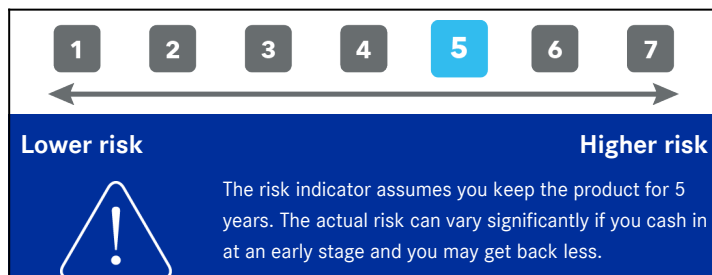 1 2 3 4 5 6 7
Lower risk Higher risk
!
The risk indicator assumes you keep the product for 5
years. The actual risk can vary significantly if you cash in
at an early stage and you may get back less.